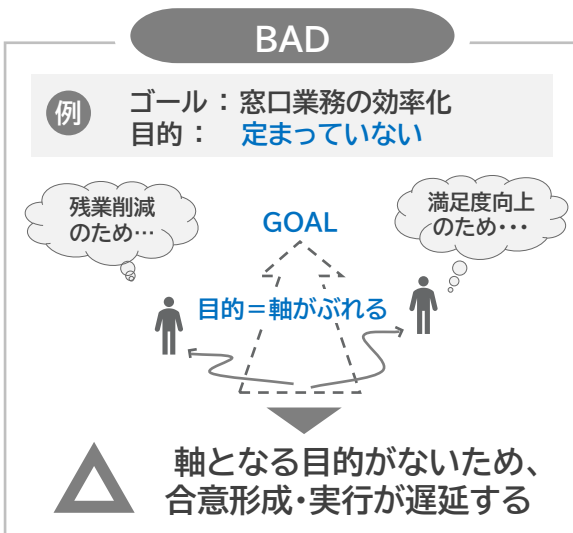 BAD
例
ゴール：窓口業務の効率化
目的： 定まっていない
残業削減
のため…
満足度向上
のため・・・
GOAL
目的＝軸がぶれる
軸となる目的がないため、
合意形成・実行が遅延する